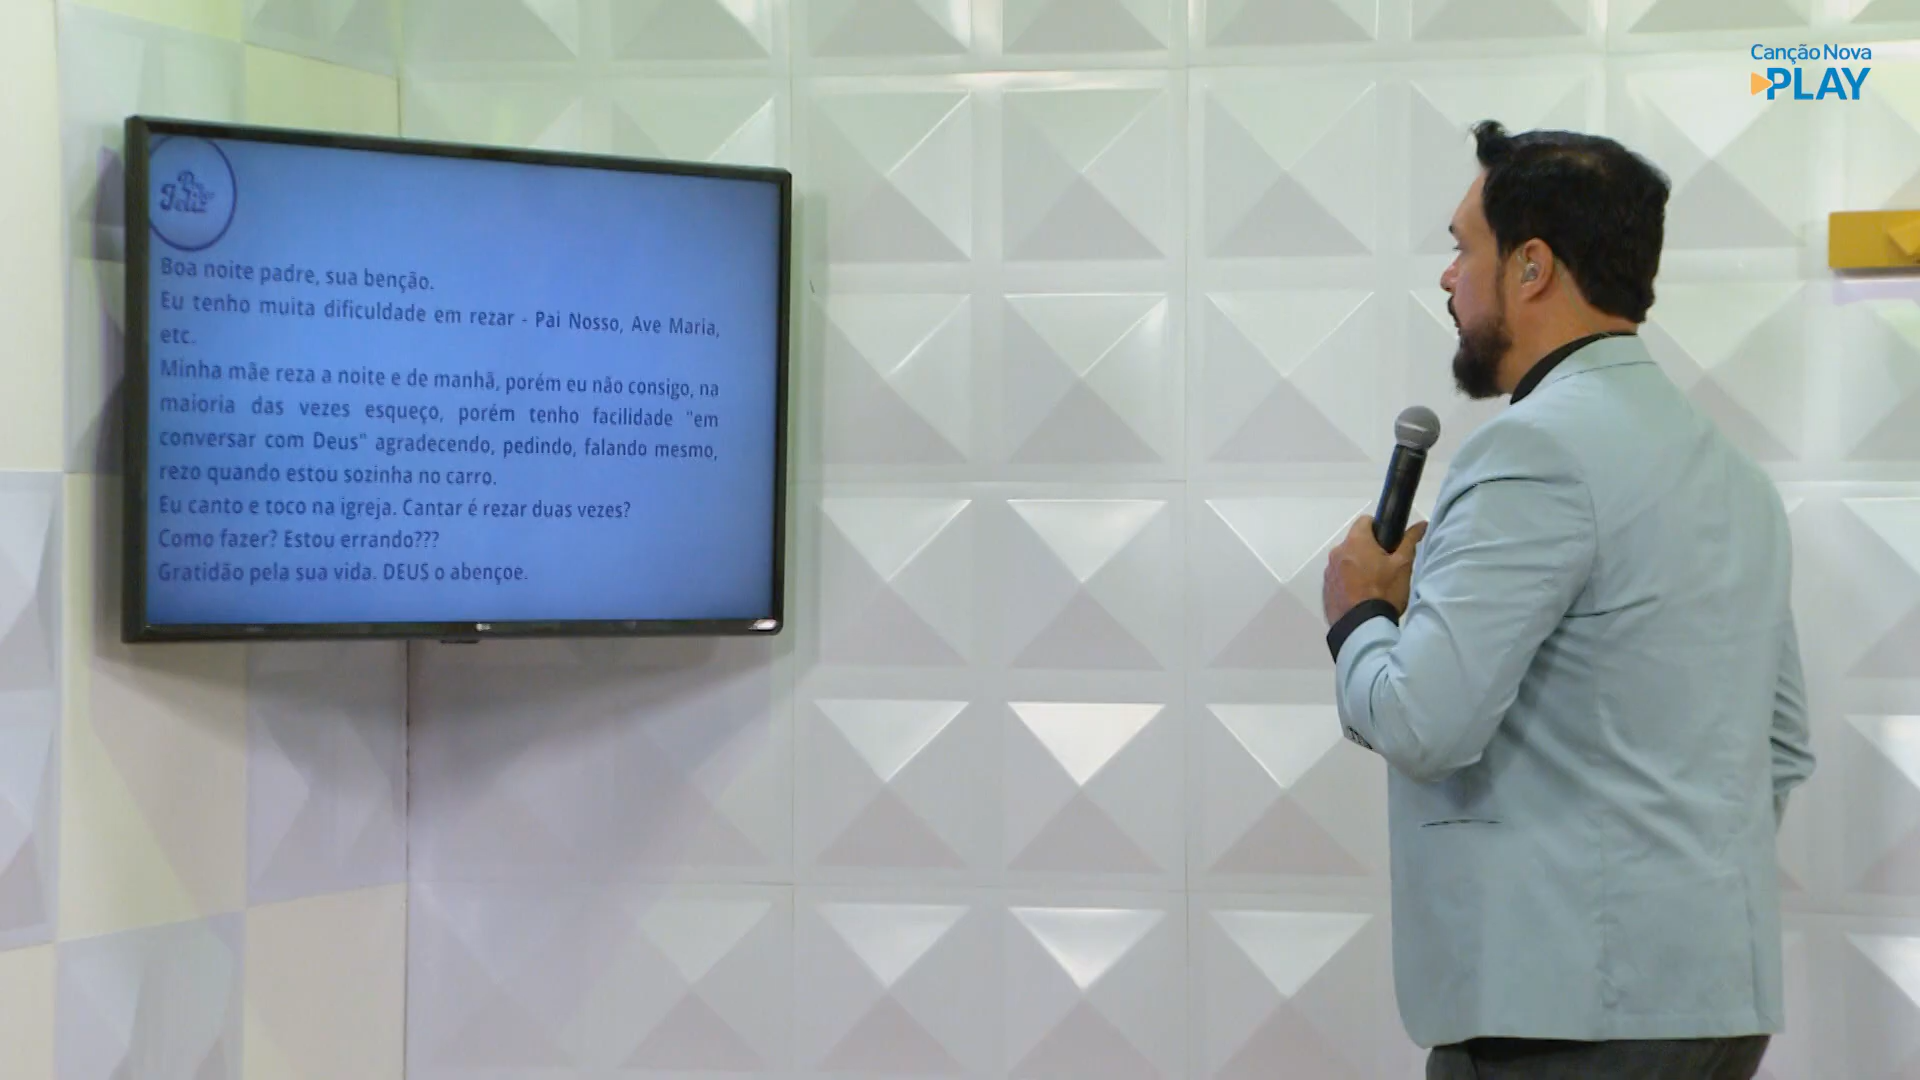 Canção Nova
PLAY
Pra ser
Feliz
Boa noite padre, sua benção.
Eu tenho muita dificuldade em rezar - Pai Nosso, Ave Maria,
etc.
Minha mãe reza a noite e de manhã, porém eu não consigo, na
maioria das vezes esqueço, porém tenho facilidade "em
conversar com Deus" agradecendo, pedindo, falando mesmo,
rezo quando estou sozinha no carro.
Eu canto e toco na igreja. Cantar é rezar duas vezes?
Como fazer? Estou errando???
Gratidão pela sua vida. DEUS o abençoe.